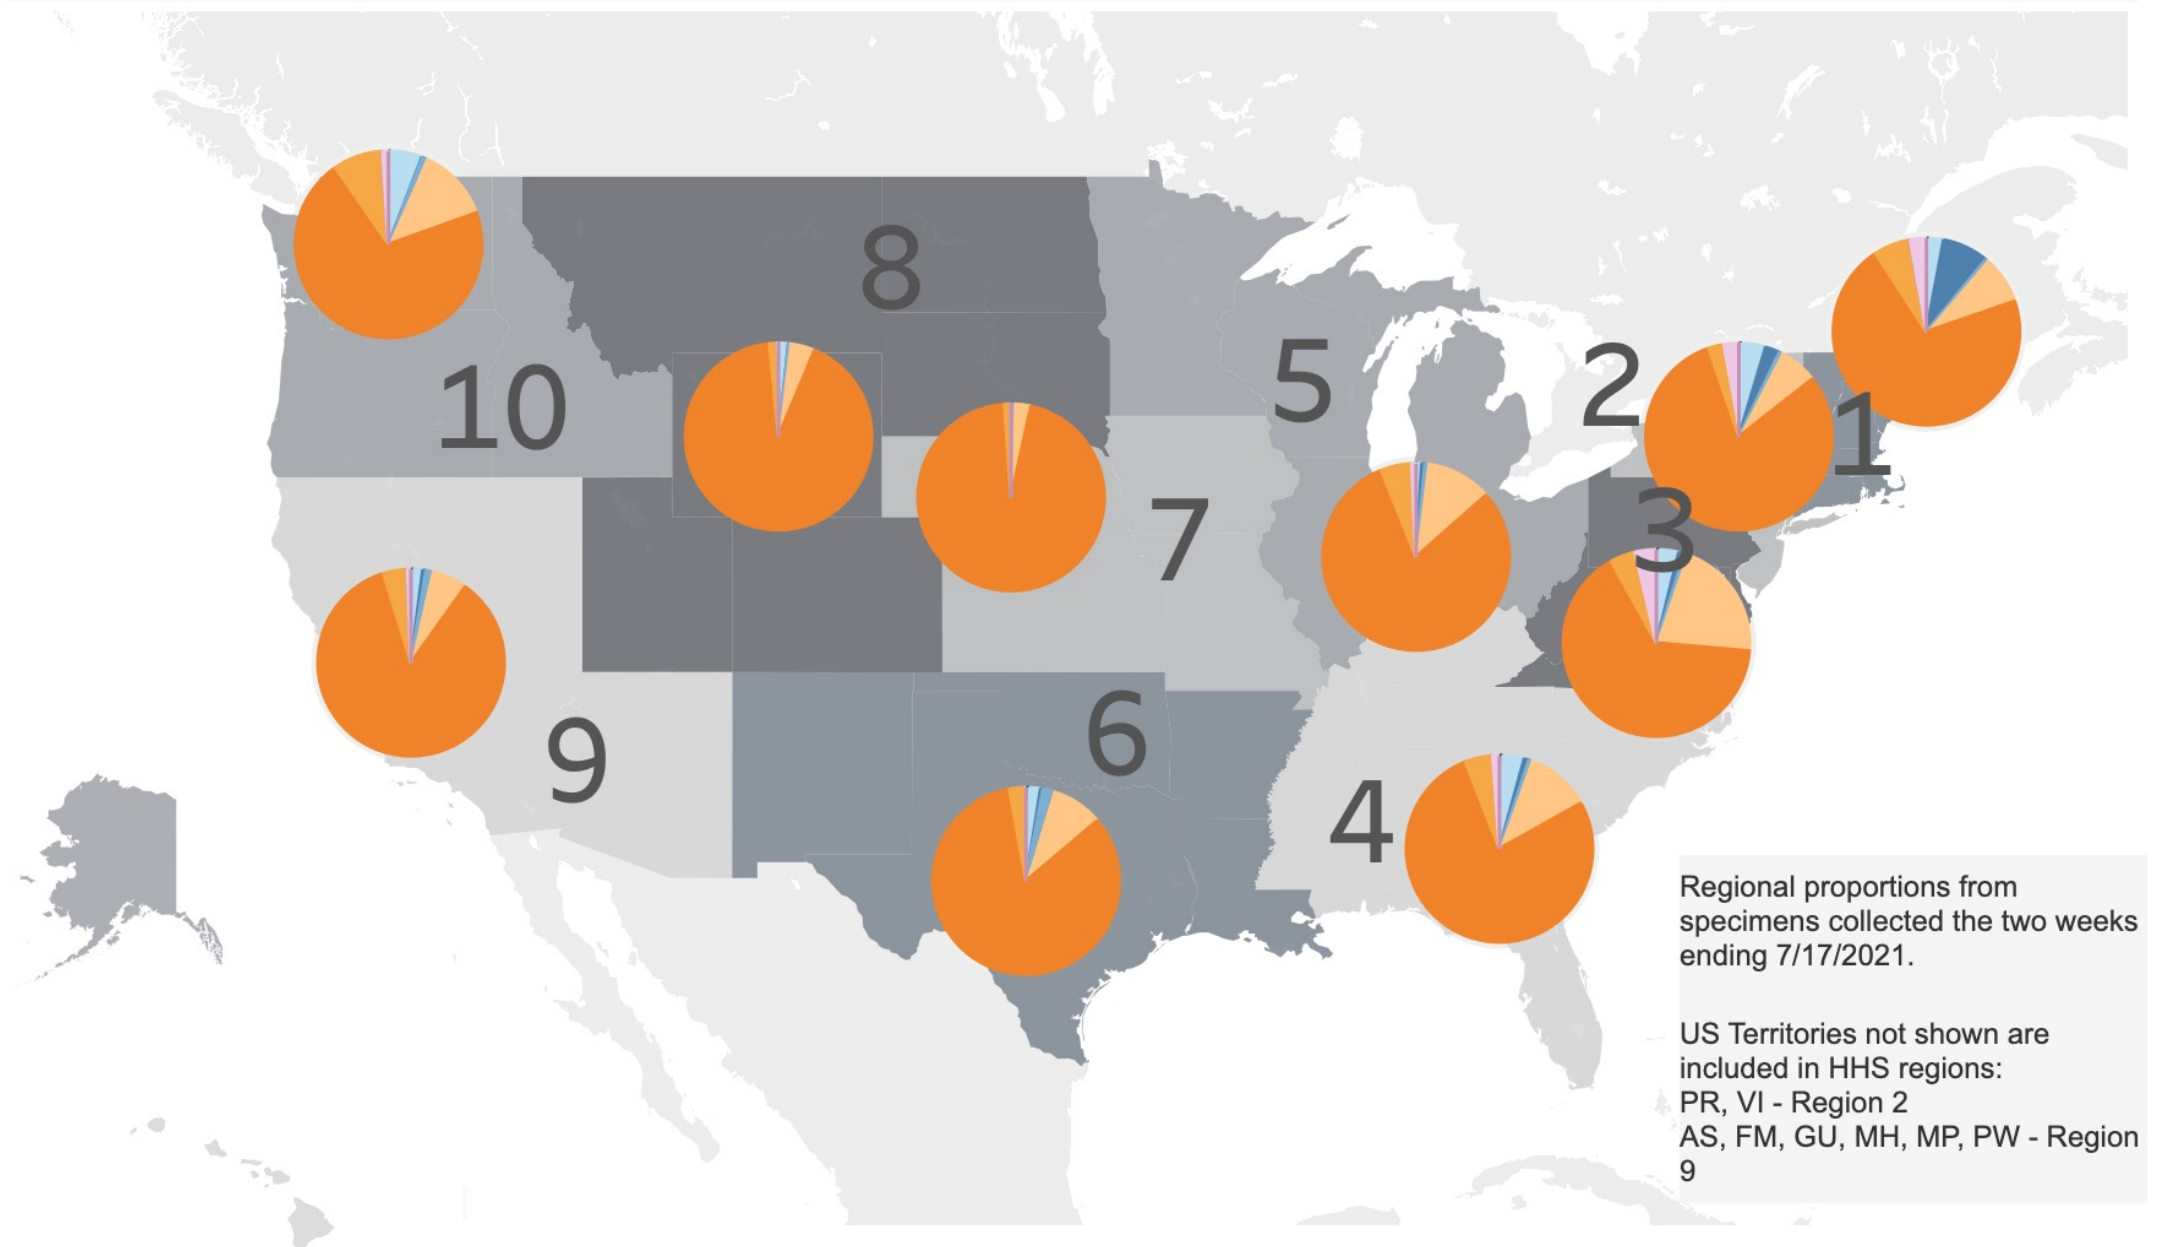 8
10
5
2
1
7
3
6
9
4
Regional proportions from
specimens collected the two weeks
ending 7/17/2021.
US Territories not shown are
included in HHS regions:
PR, VI - Region 2
AS, FM, GU, MH, MP, PW - Region
9